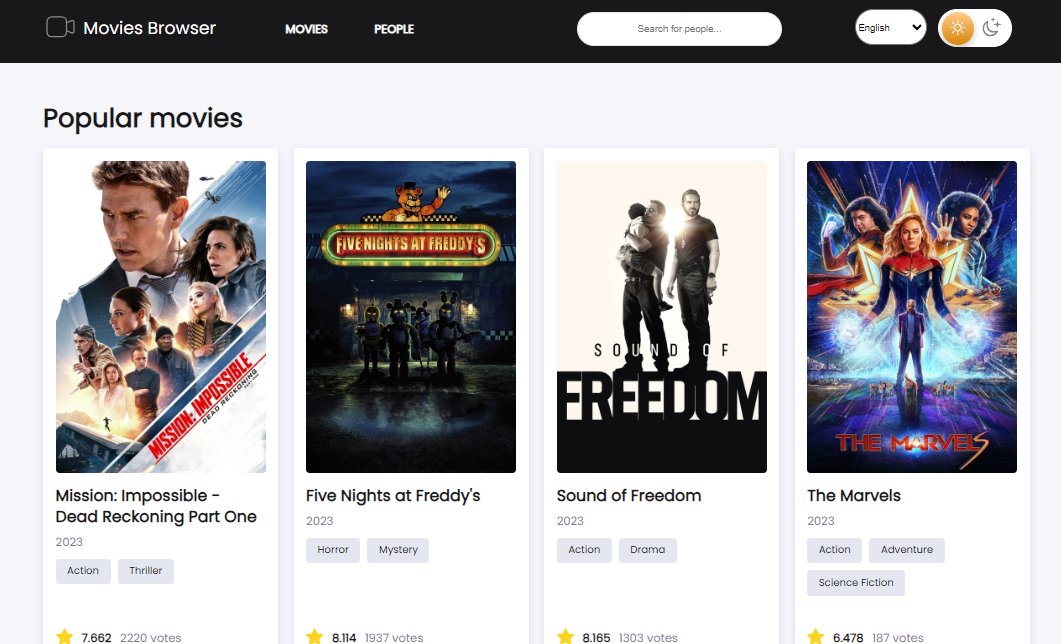 Movies Browser
MOVIES
PEOPLE
Search for people...
English
Popular movies
MISSION: IMPOSSIBLE
DEAD RECKONING
PART ONE
FIVE NIGHTS AT FREDDY'S
SOUND OF
FREEDOM
THE MARVELS
Mission: Impossible -
Dead Reckoning Part One
2023
Action
Thriller
7.662 2220 votes
Five Nights at Freddy's
2023
Horror
Mystery
8.114 1937 votes
Sound of Freedom
2023
Action
Drama
8.165 1303 votes
The Marvels
2023
Action
Adventure
Science Fiction
6.478 187 votes